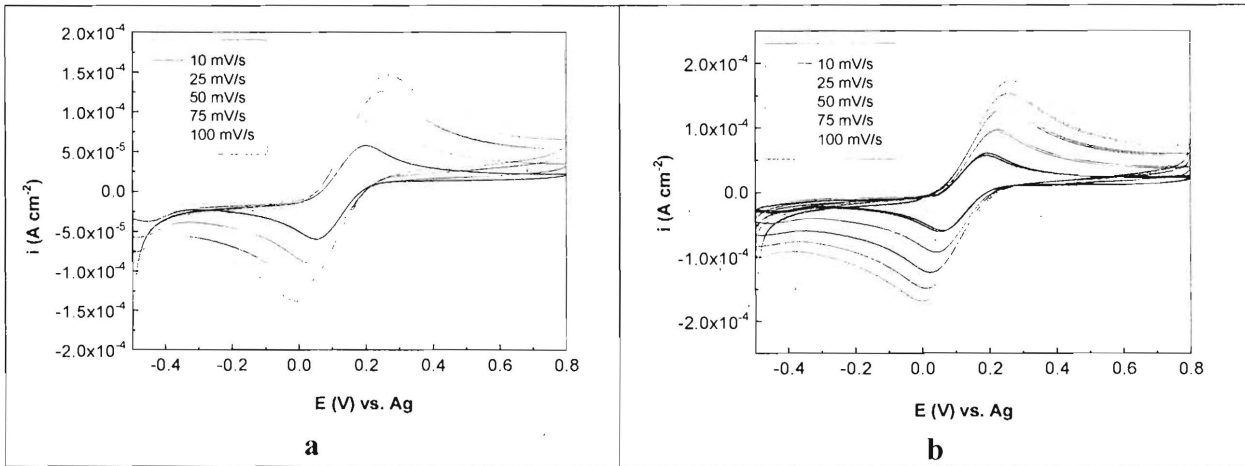 2.0x10⁻⁴
1.5x10⁻⁴
1.0x10⁻⁴
5.0x10⁻⁵
0.0
-5.0x10⁻⁵
-1.0x10⁻⁴
-1.5x10⁻⁴
-2.0x10⁻⁴
i (A cm⁻²)
10 mV/s
25 mV/s
50 mV/s
75 mV/s
100 mV/s
-0.4 -0.2 0.0 0.2 0.4 0.6 0.8
E (V) vs. Ag
a
2.0x10⁻⁴
1.0x10⁻⁴
0.0
-1.0x10⁻⁴
-2.0x10⁻⁴
i (A cm⁻²)
10 mV/s
25 mV/s
50 mV/s
75 mV/s
100 mV/s
-0.4 -0.2 0.0 0.2 0.4 0.6 0.8
E (V) vs. Ag
b